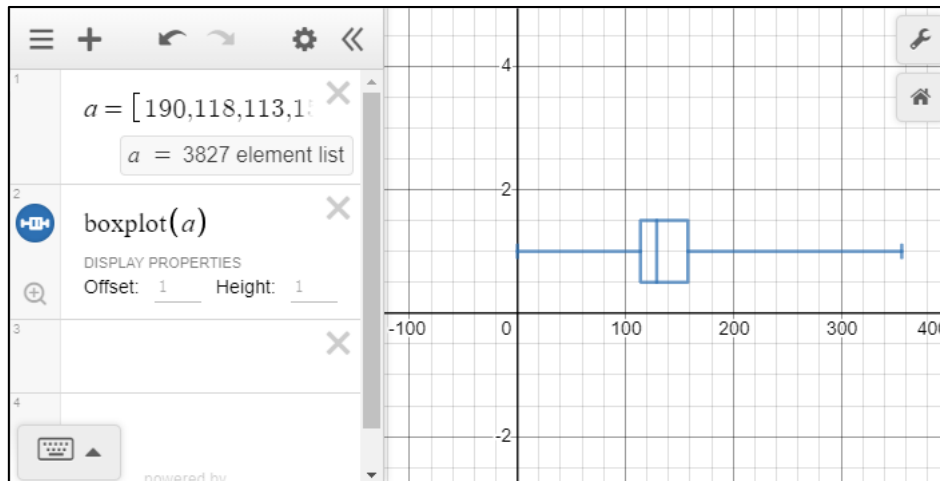 1
a = [190,118,113,1
a = 3827 element list
2
boxplot(a)
DISPLAY PROPERTIES
Offset: 1 Height: 1
3
4
powered by
4
2
-100 0 100 200 300 400
-2